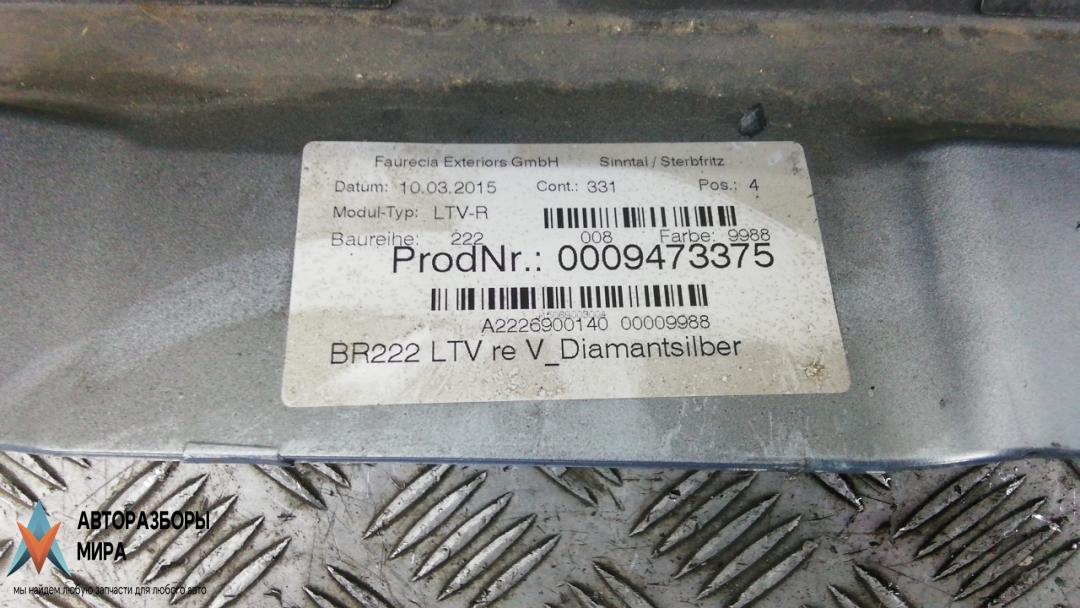 Faurecia Exteriors GmbH Sinntal / Sterbfritz
Datum: 10.03.2015 Cont.: 331 Pos.: 4
Modul-Typ: LTV-R
Baureihe: 222 008 Farbe: 9988
ProdNr.: 0009473375
A2226900140 00009988
BR222 LTV re V_Diamantsilber
АВТОРАЗБОРЫ
МИРА
мы найдем любую запчасти для любого авто